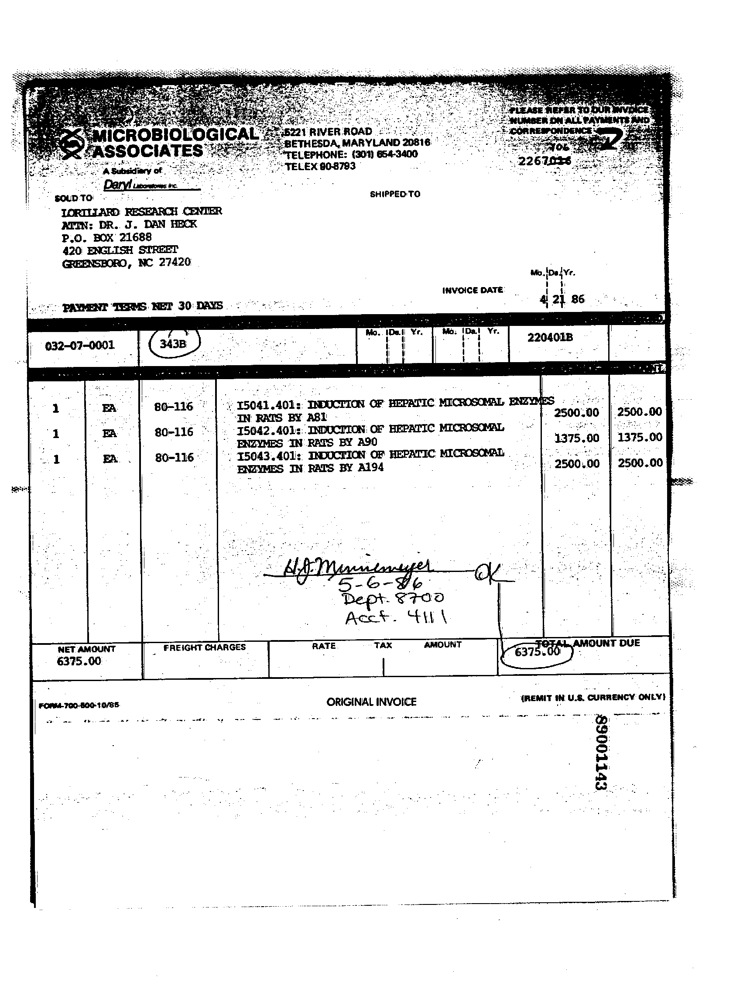 PLEASE REFER TO OUR INVOICE
NUMBER ON ALL PAYMENTS AND
CORRESPONDENCE
MICROBIOLOGICAL
ASSOCIATES
A Subsidiary of
Daryl Laboratories Inc.
5221 RIVER ROAD
BETHESDA, MARYLAND 20816
TELEPHONE: (301) 654-3400
TELEX 90-8793
SOLD TO
SHIPPED TO
LORILLARD RESEARCH CENTER
ATTN: DR. J. DAN HECK
P.O. BOX 21688
420 ENGLISH STREET
GREENSBORO, NC 27420
INVOICE DATE
Mo. Da. Yr.
4 21 86
PAYMENT TERMS NET 30 DAYS
032-07-0001 343B Mo. Da. Yr. Mo. Da. Yr. 220401B
1 EA 80-116 I5041.401: INDUCTION OF HEPATIC MICROSOMAL ENZYMES
IN RATS BY A81 2500.00 2500.00
1 EA 80-116 I5042.401: INDUCTION OF HEPATIC MICROSOMAL
ENZYMES IN RATS BY A90 1375.00 1375.00
1 EA 80-116 I5043.401: INDUCTION OF HEPATIC MICROSOMAL
ENZYMES IN RATS BY A194 2500.00 2500.00
H.J. Minnemeyer OK
5-6-86
Dept. 8700
Acct. 4111
NET AMOUNT FREIGHT CHARGES RATE TAX AMOUNT TOTAL AMOUNT DUE
6375.00 6375.00
FORM-700-500-10/85 ORIGINAL INVOICE (REMIT IN U.S. CURRENCY ONLY)
89001143